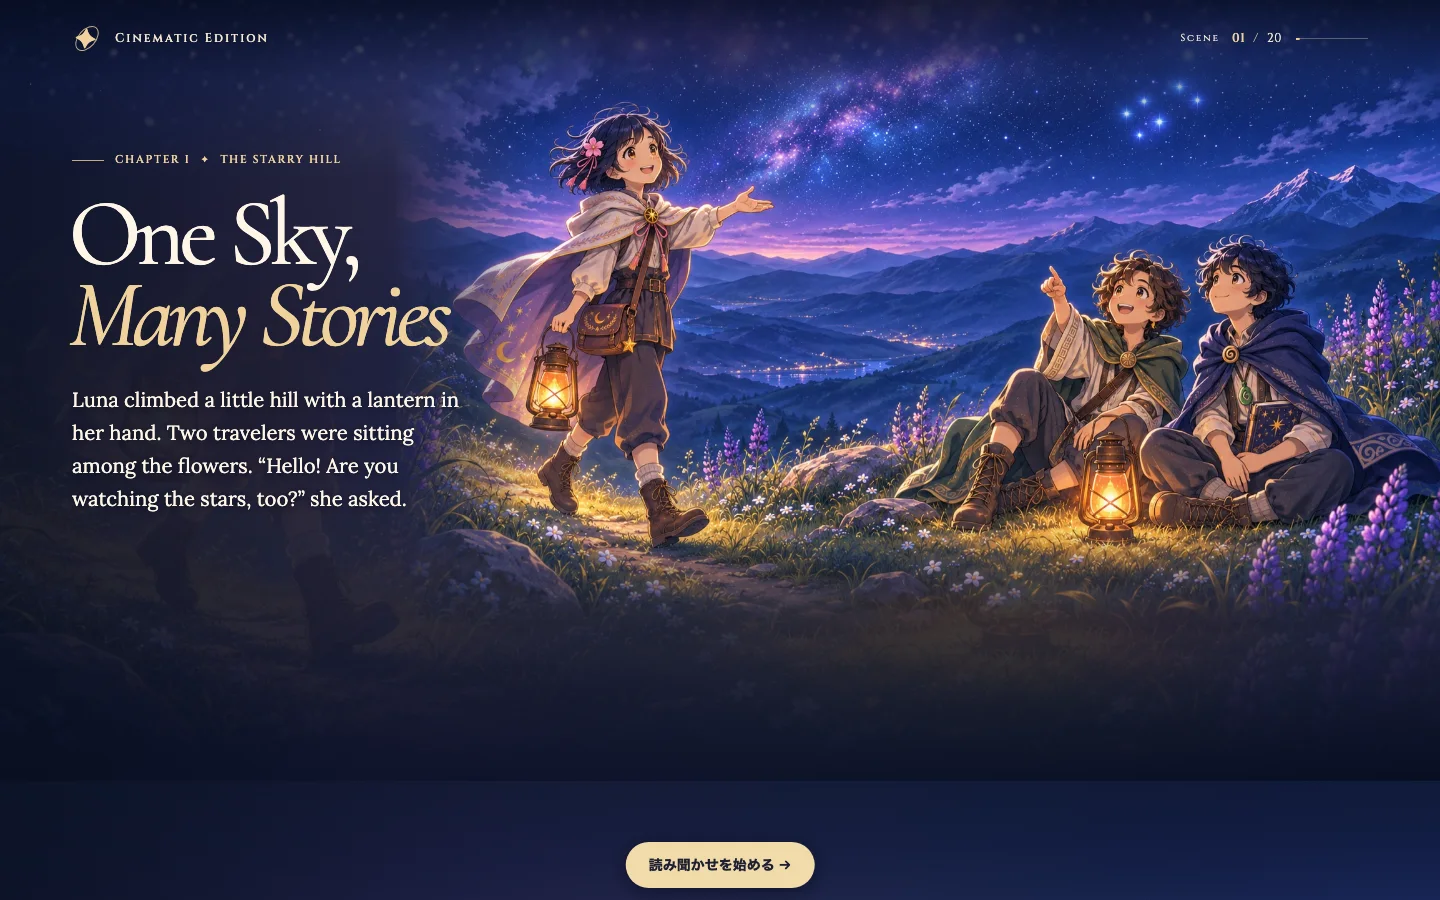 Cinematic Edition
Scene 01 / 20
CHAPTER I ✦ THE STARRY HILL
One Sky,
Many Stories
Luna climbed a little hill with a lantern in
her hand. Two travelers were sitting
among the flowers. “Hello! Are you
watching the stars, too?” she asked.
読み聞かせを始める →